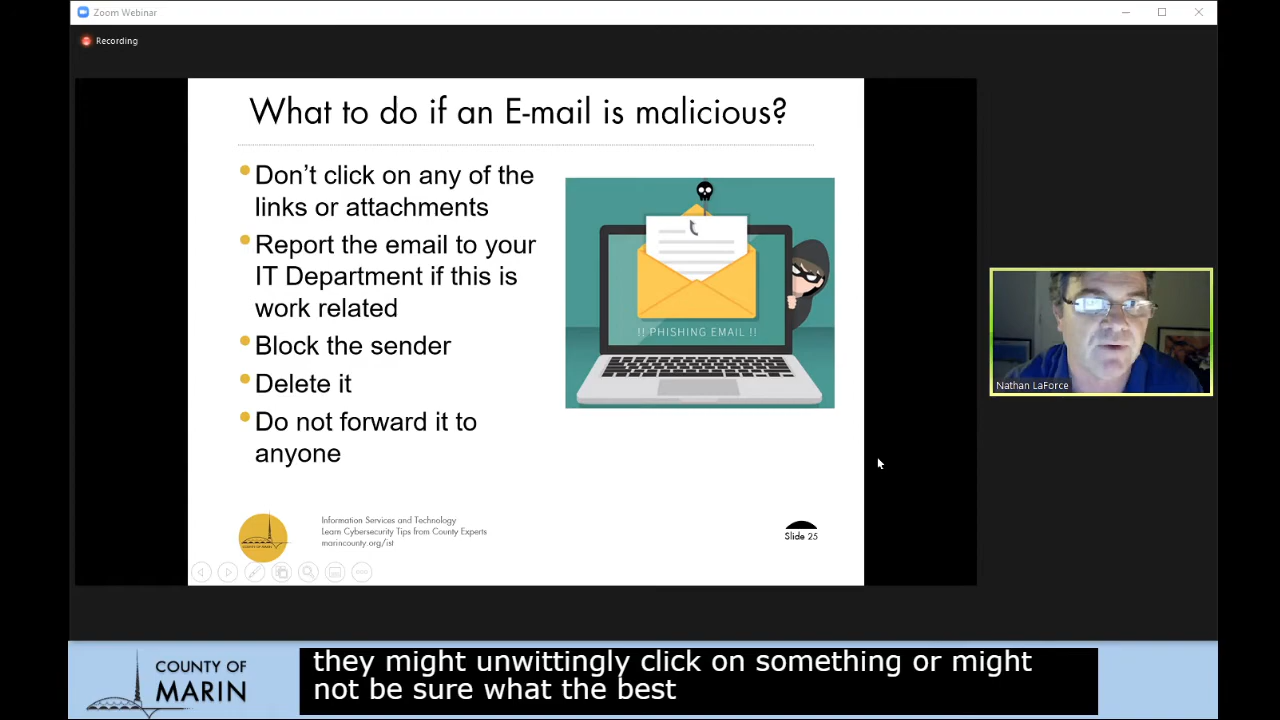 Zoom Webinar
Recording
What to do if an E-mail is malicious?
Don't click on any of the
links or attachments
Report the email to your
IT Department if this is
work related
Block the sender
Delete it
Do not forward it to
anyone
!! PHISHING EMAIL !!
Nathan LaForce
COUNTY OF MARIN
Information Services and Technology
Learn Cybersecurity Tips from County Experts
marincounty.org/ist
Slide 25
COUNTY OF
MARIN
they might unwittingly click on something or might
not be sure what the best